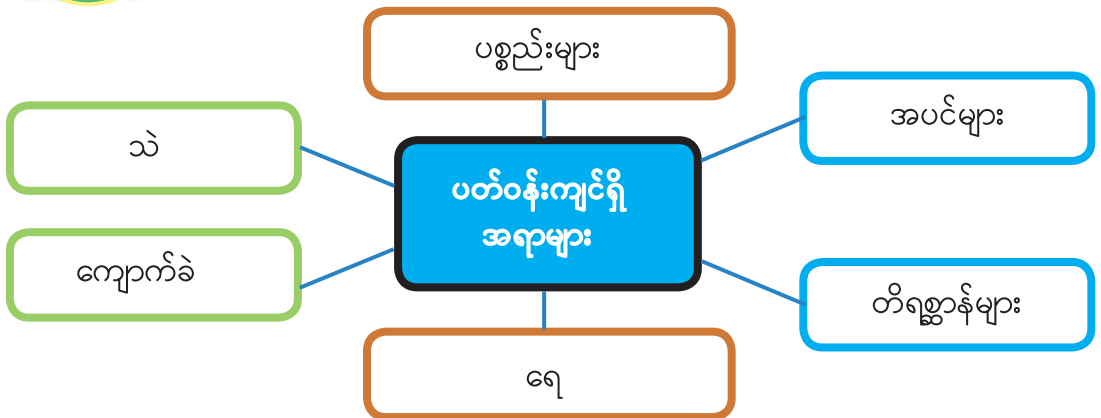 ပစ္စည်းများ
အပင်များ
သဲ
ပတ်ဝန်းကျင်ရှိ
အရာများ
ကျောက်ခဲ
တိရစ္ဆာန်များ
ရေ